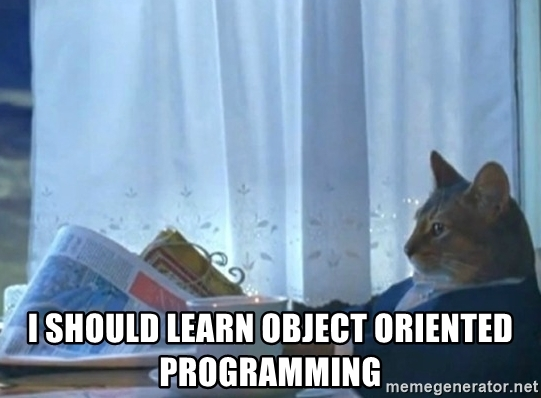 I SHOULD LEARN OBJECT ORIENTED
PROGRAMMING
memegenerator.net